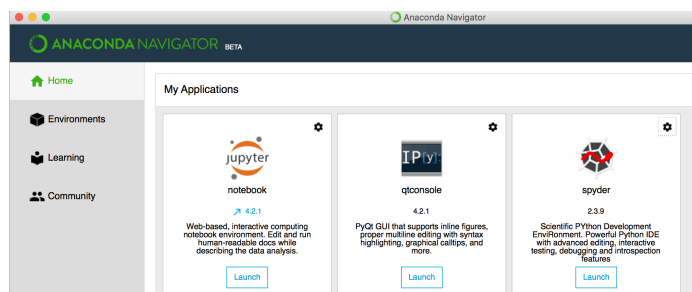 Anaconda Navigator
ANACONDA NAVIGATOR BETA
Home
Environments
Learning
Community
My Applications
jupyter
notebook
4.2.1
Web-based, interactive computing
notebook environment. Edit and run
human-readable docs while
describing the data analysis.
Launch
IP[y]:
qtconsole
4.2.1
PyQt GUI that supports inline figures,
proper multiline editing with syntax
highlighting, graphical calltips, and
more.
Launch
spyder
2.3.9
Scientific PYthon Development
EnviRonment. Powerful Python IDE
with advanced editing, interactive
testing, debugging and introspection
features
Launch